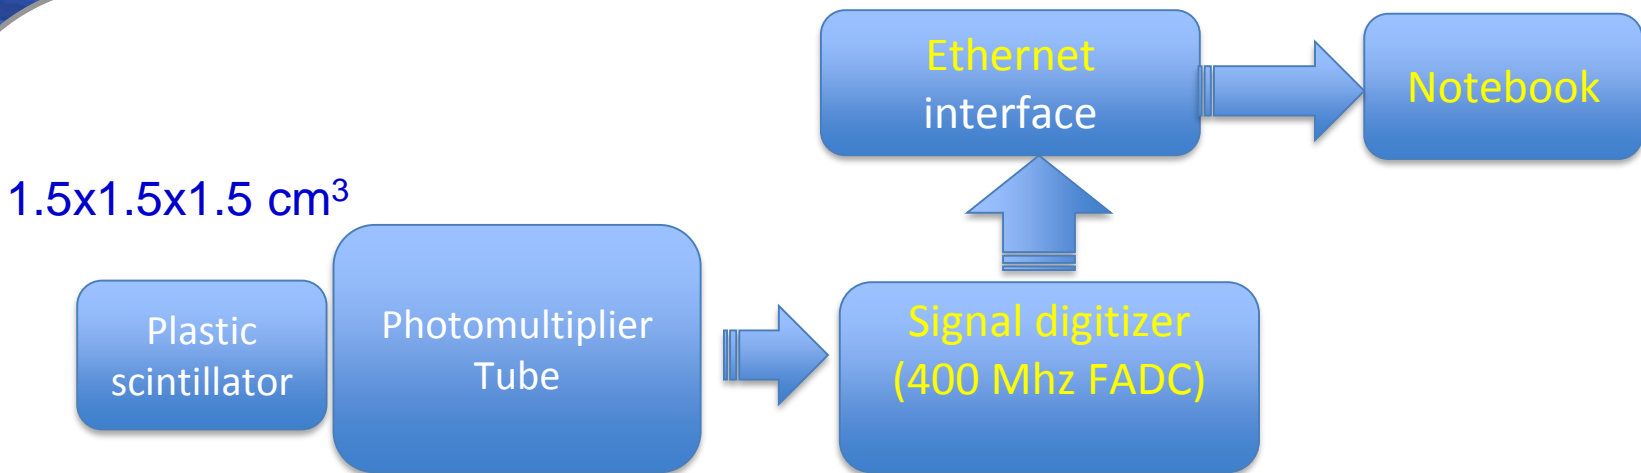 Ethernet
interface
Notebook
1.5x1.5x1.5 cm³
Plastic
scintillator
Photomultiplier
Tube
Signal digitizer
(400 Mhz FADC)